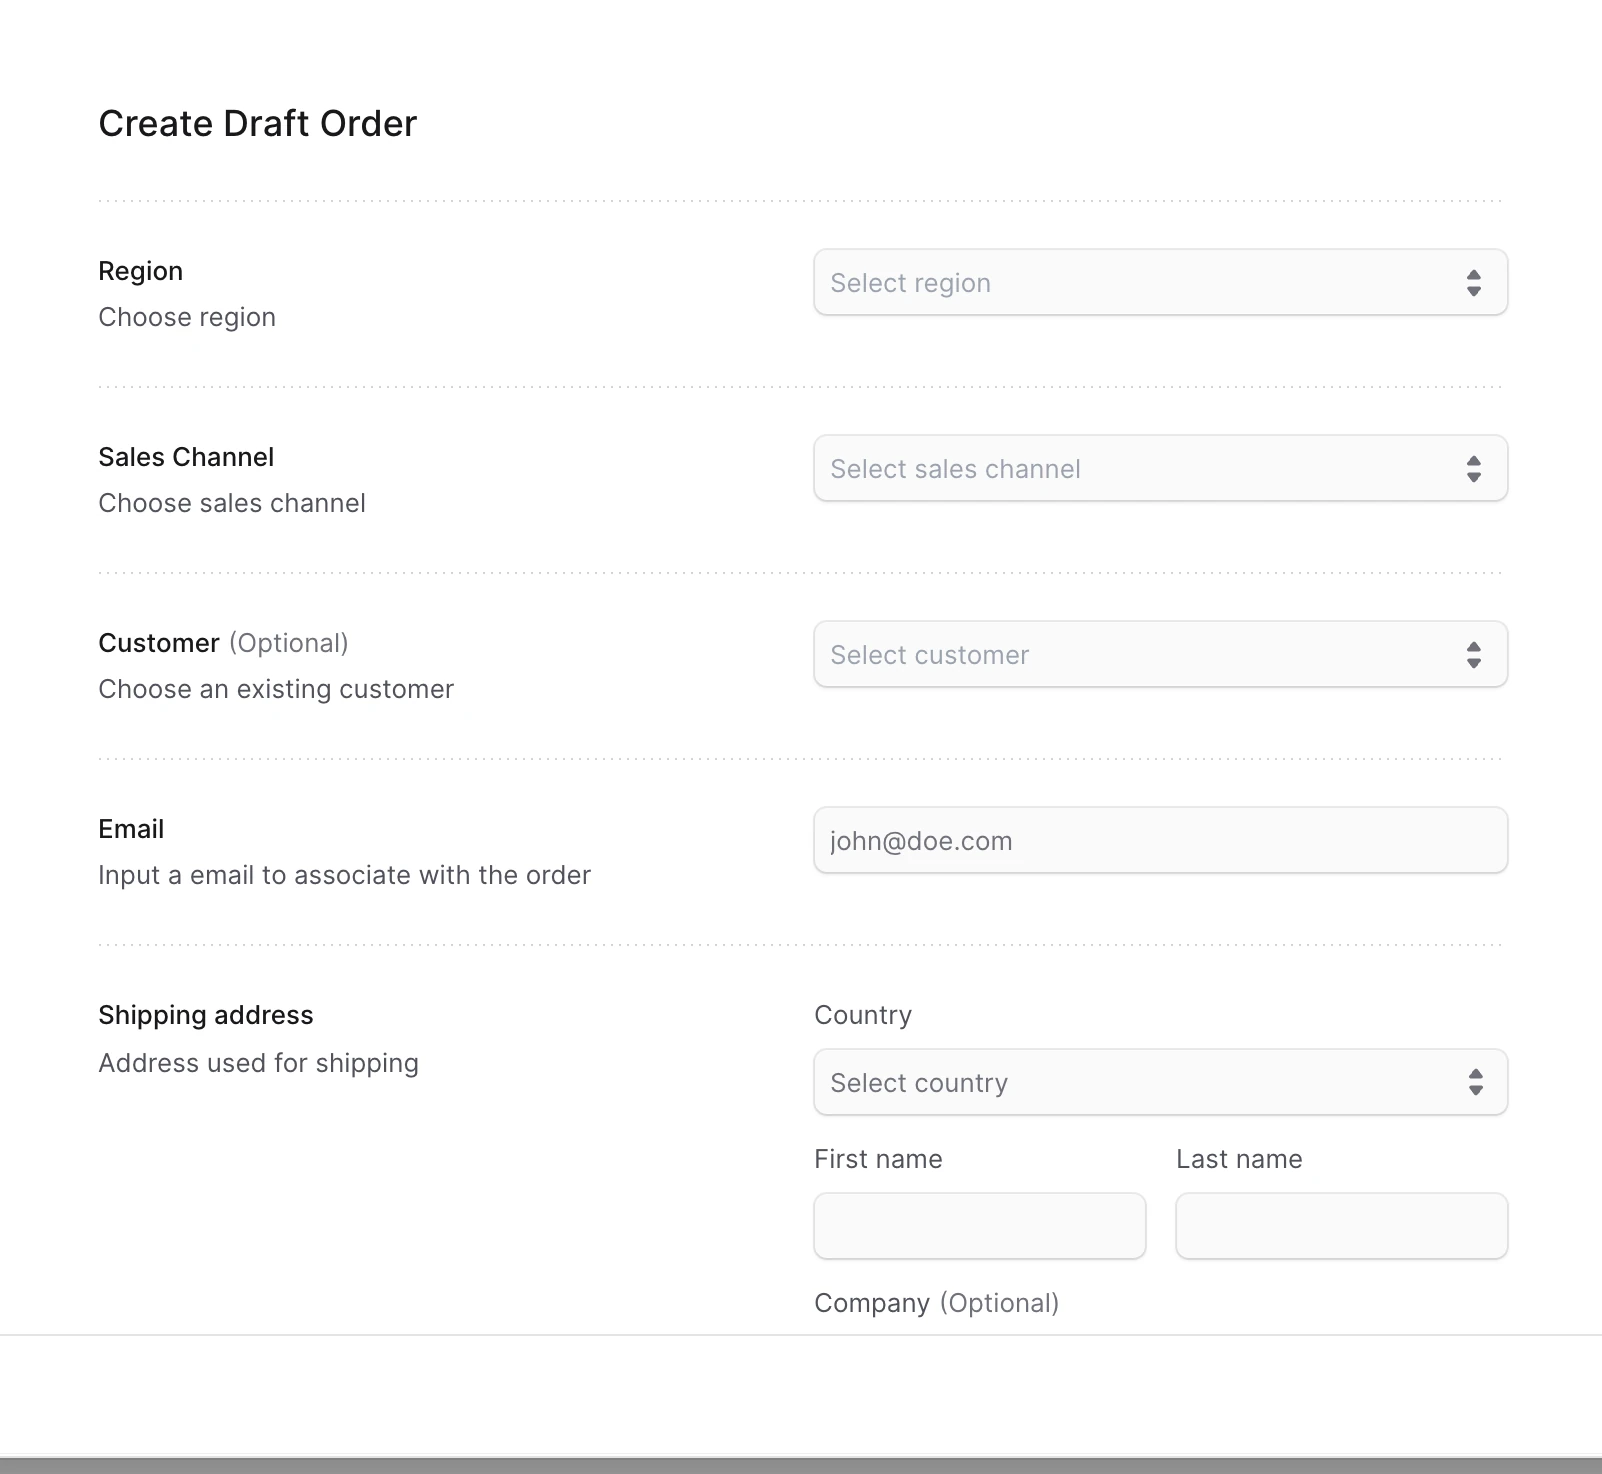 Create Draft Order
Region
Choose region
Select region
Sales Channel
Choose sales channel
Select sales channel
Customer (Optional)
Choose an existing customer
Select customer
Email
Input a email to associate with the order
john@doe.com
Shipping address
Address used for shipping
Country
Select country
First name
Last name
Company (Optional)